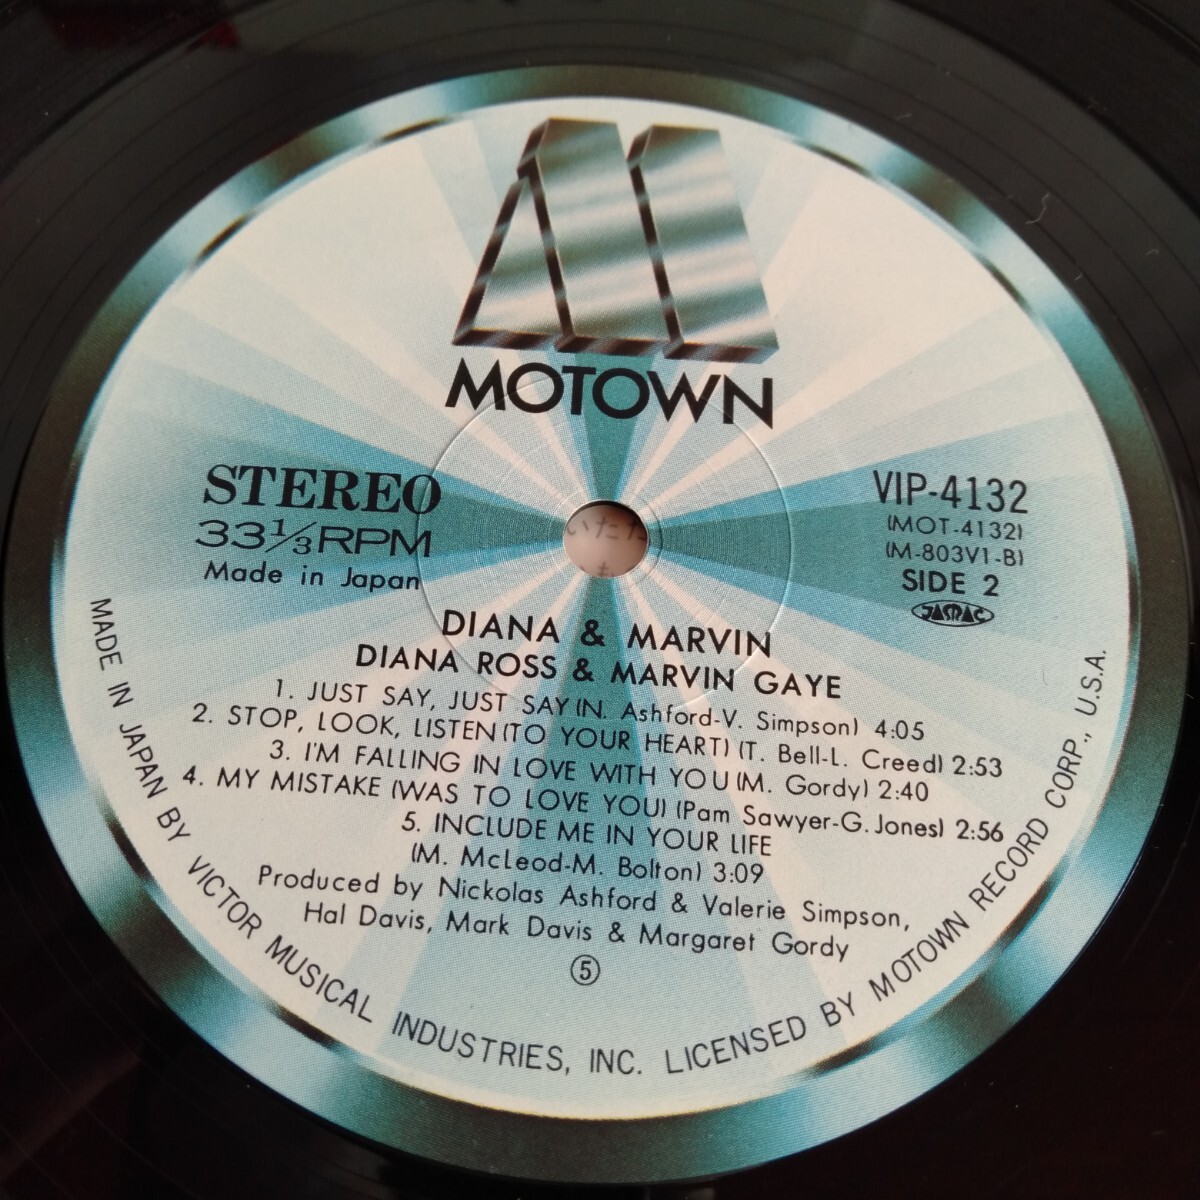 MOTOWN
STEREO
33⅓RPM
Made in Japan
VIP-4132
(MOT-4132)
(M-803V1-B)
SIDE 2
JASRAC
いただ
も
DIANA & MARVIN
DIANA ROSS & MARVIN GAYE
1. JUST SAY, JUST SAY (N. Ashford-V. Simpson) 4:05
2. STOP, LOOK, LISTEN (TO YOUR HEART) (T. Bell-L. Creed) 2:53
3. I'M FALLING IN LOVE WITH YOU (M. Gordy) 2:40
4. MY MISTAKE (WAS TO LOVE YOU) (Pam Sawyer-G. Jones) 2:56
5. INCLUDE ME IN YOUR LIFE
(M. McLeod-M. Bolton) 3:09
Produced by Nickolas Ashford & Valerie Simpson,
Hal Davis, Mark Davis & Margaret Gordy
⑤
MADE IN JAPAN BY VICTOR MUSICAL INDUSTRIES, INC. LICENSED BY MOTOWN RECORD CORP., U.S.A.